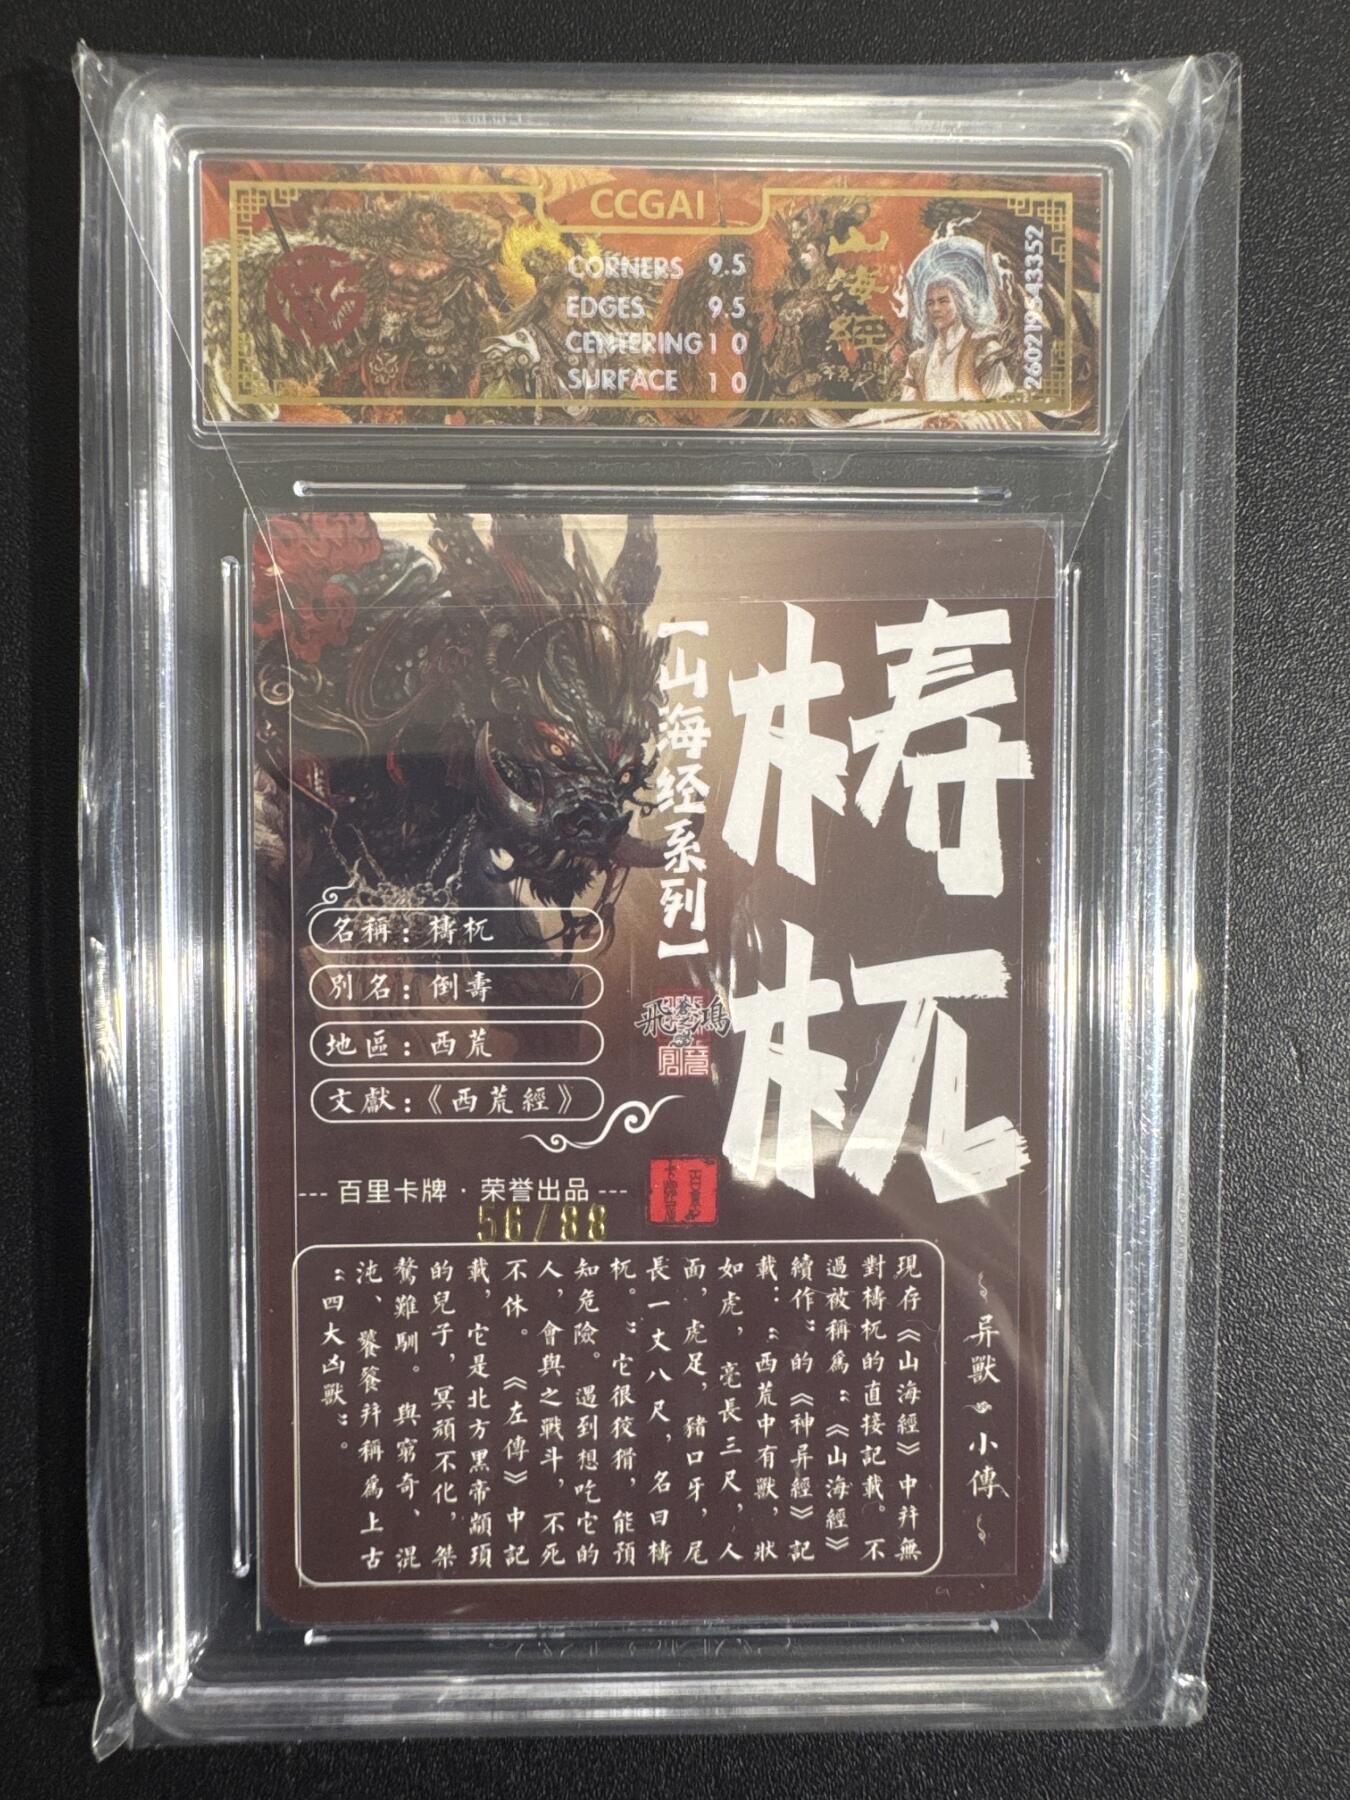 CCGAI
CORNERS 9.5
EDGES 9.5
CENTERING 10
SURFACE 10
山海經
260219543352
梼杌
【山海经系列】
名稱：檮杌
別名：倒壽
地區：西荒
文獻：《西荒經》
飛鴻
--- 百里卡牌 · 荣誉出品 ---
56/88
异獸小傳
現存《山海經》中幷無
對檮杌的直接記載。不
過被稱爲：《山海經》
續作：的《神异經》記
載：：西荒中有獸，狀
如虎，毫長三尺，人
面，虎足，豬口牙，尾
長一丈八尺，名曰檮
杌。：它很狡猾，能預
知危險。遇到想吃它的
人，會與之戰斗，不死
不休。《左傳》中記
載，它是北方黑帝顓頊
的兒子，冥頑不化，桀
驁難馴。與窮奇、混
沌、饕餮幷稱爲上古
：四大凶獸：。